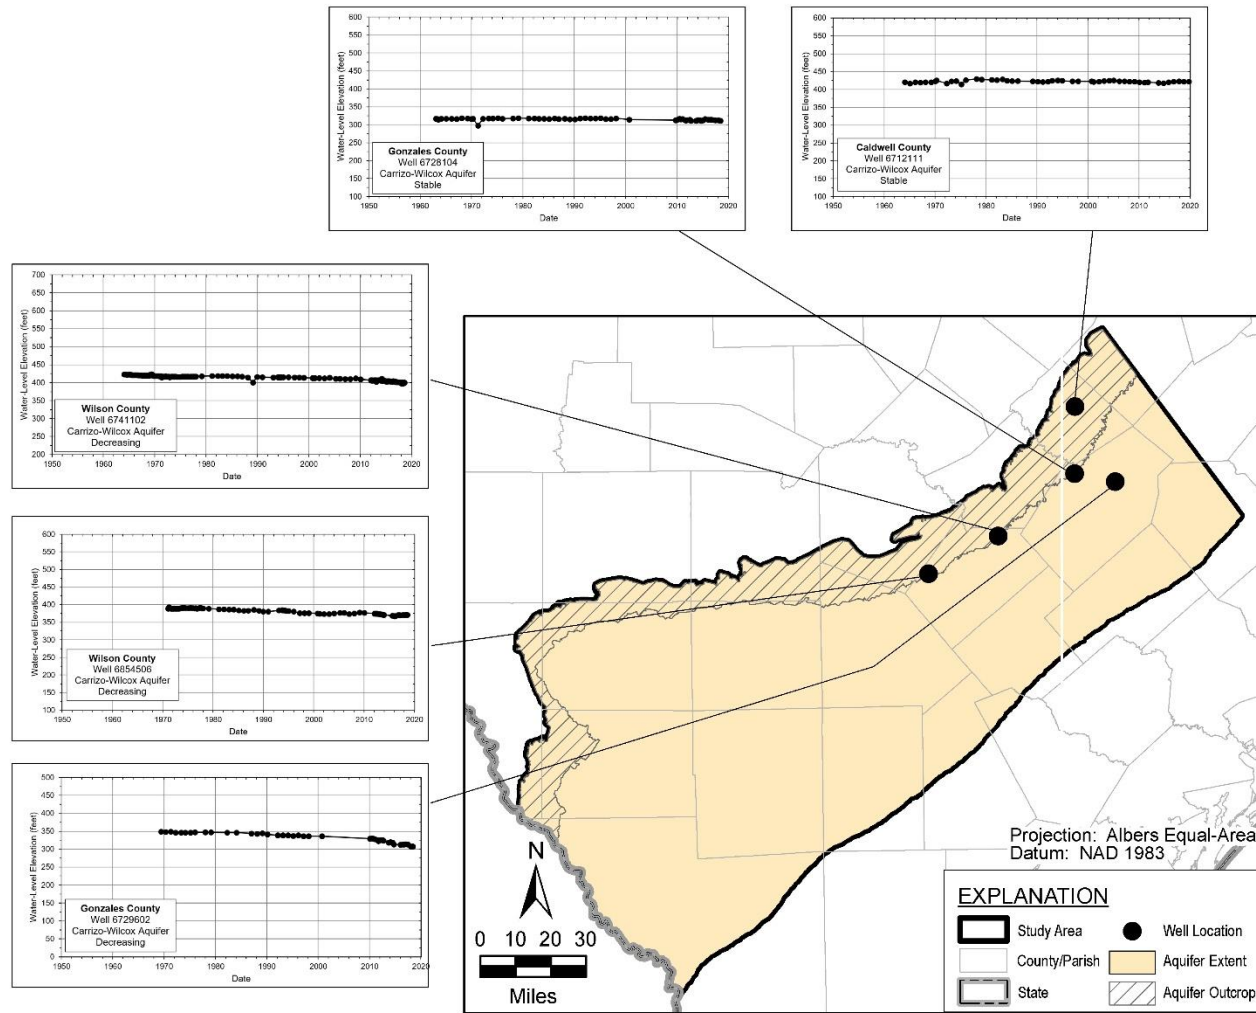 Water-Level Elevation (feet)
600
550
500
450
400
350
300
250
200
150
100
1950
1960
1970
1980
1990
2000
2010
2020
Date
Gonzales County
Well 6728104
Carrizo-Wilcox Aquifer
Stable
Water-Level Elevation (feet)
600
550
500
450
400
350
300
250
200
150
100
1950
1960
1970
1980
1990
2000
2010
2020
Date
Caldwell County
Well 6712111
Carrizo-Wilcox Aquifer
Stable
Water-Level Elevation (feet)
700
650
600
550
500
450
400
350
300
250
200
1950
1960
1970
1980
1990
2000
2010
2020
Date
Wilson County
Well 6741102
Carrizo-Wilcox Aquifer
Decreasing
Water-Level Elevation (feet)
600
550
500
450
400
350
300
250
200
150
100
1950
1960
1970
1980
1990
2000
2010
2020
Date
Wilson County
Well 6854506
Carrizo-Wilcox Aquifer
Decreasing
Water-Level Elevation (feet)
500
450
400
350
300
250
200
150
100
50
0
1950
1960
1970
1980
1990
2000
2010
2020
Date
Gonzales County
Well 6729602
Carrizo-Wilcox Aquifer
Decreasing
N
0 10 20 30
Miles
Projection: Albers Equal-Area
Datum: NAD 1983
EXPLANATION
Study Area
Well Location
County/Parish
Aquifer Extent
State
Aquifer Outcrop